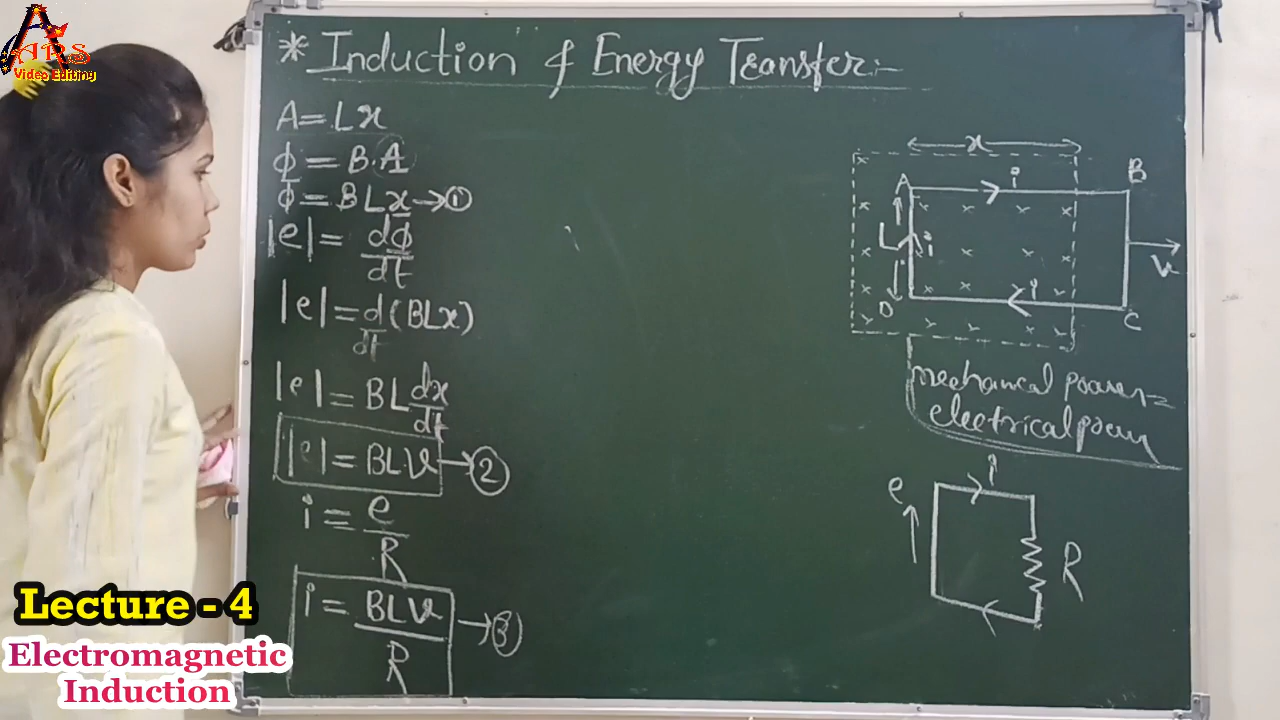 ARS
Video Editing
* Induction & Energy Transfer:-
A = Lx
ϕ = B.A
ϕ = BLx → ①
|e| = dϕ/dt
|e| = d/dt (BLx)
|e| = BL dx/dt
|e| = BLv → ②
i = e/R
i = BLv/R → ③
x
A i B
L i
v
D i C
mechanical power =
electrical power
i
e
R
Lecture - 4
Electromagnetic
Induction